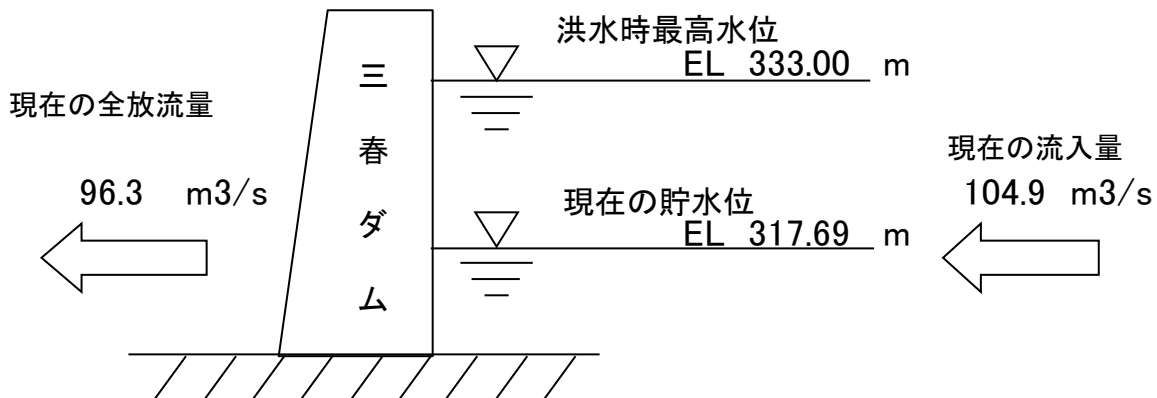 洪水時最高水位
EL 333.00 m
現在の全放流量
96.3 m3/s
三春ダム
現在の貯水位
EL 317.69 m
現在の流入量
104.9 m3/s